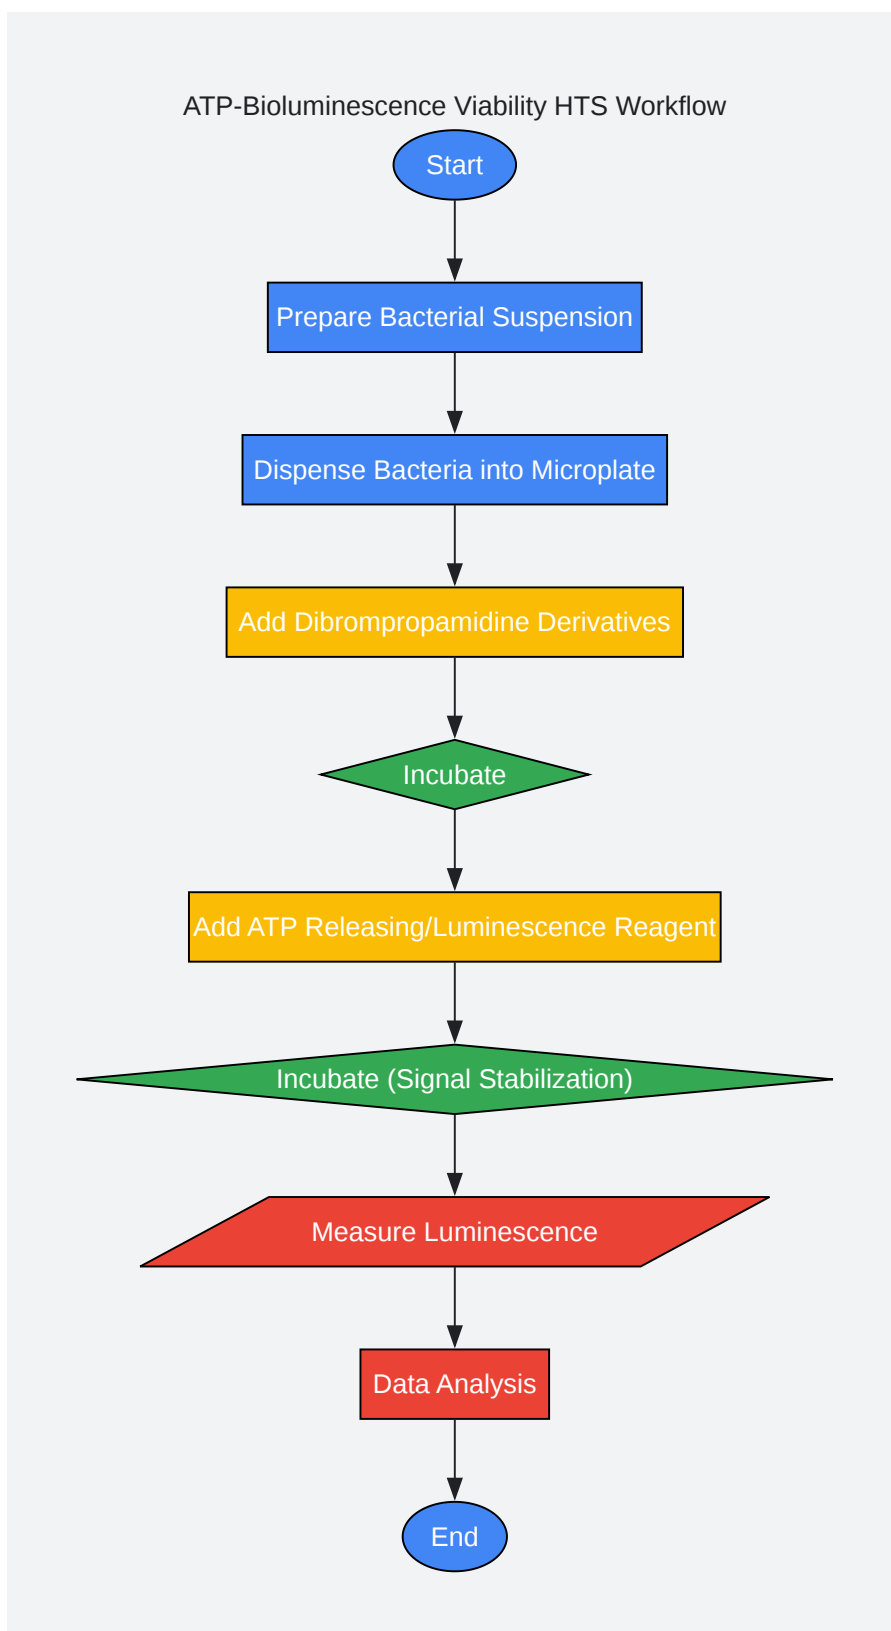 ATP-Bioluminescence Viability HTS Workflow
Start
Prepare Bacterial Suspension
Dispense Bacteria into Microplate
Add Dibrompropamidine Derivatives
Incubate
Add ATP Releasing/Luminescence Reagent
Incubate (Signal Stabilization)
Measure Luminescence
Data Analysis
End